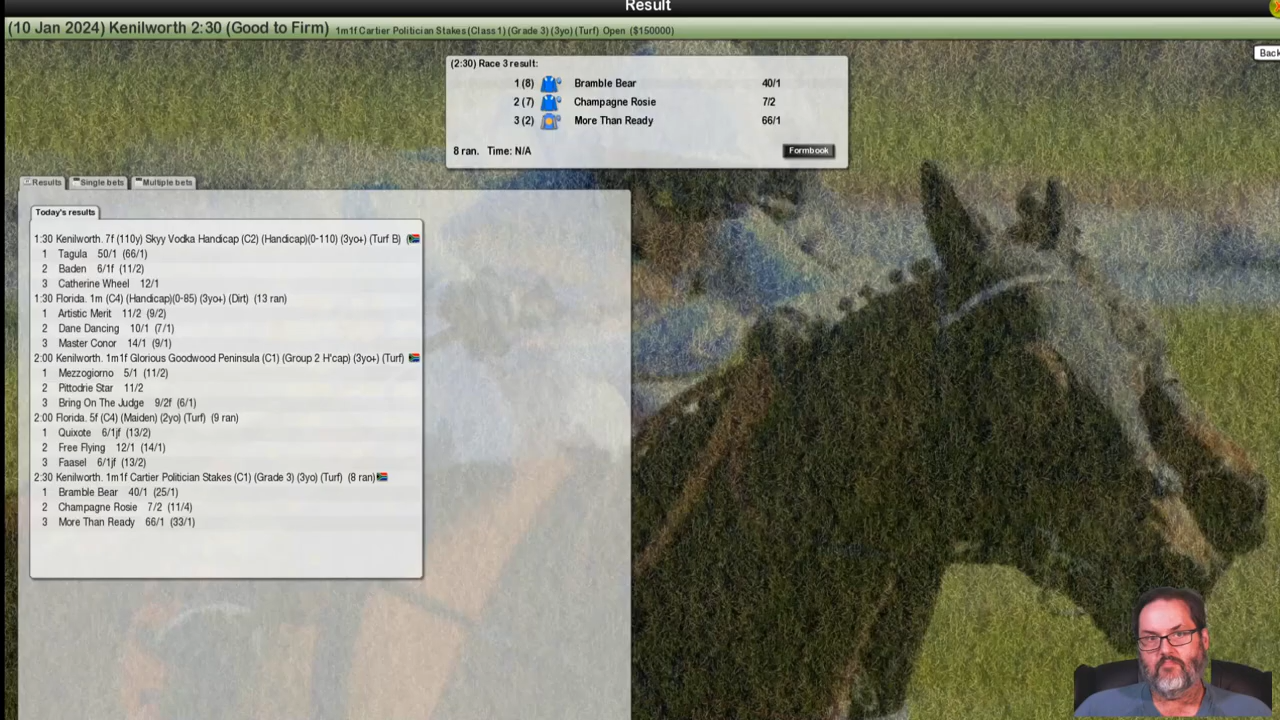 Result
(10 Jan 2024) Kenilworth 2:30 (Good to Firm) 1m1f Cartier Politician Stakes (Class 1) (Grade 3) (3yo) (Turf) Open ($150000)
Back
(2:30) Race 3 result:
1 (8) Bramble Bear 40/1
2 (7) Champagne Rosie 7/2
3 (2) More Than Ready 66/1
8 ran. Time: N/A Formbook
Results Single bets Multiple bets
Today's results
1:30 Kenilworth. 7f (110y) Skyy Vodka Handicap (C2) (Handicap)(0-110) (3yo+) (Turf B) (
1 Tagula 50/1 (66/1)
2 Baden 6/1f (11/2)
3 Catherine Wheel 12/1
1:30 Florida. 1m (C4) (Handicap)(0-85) (3yo+) (Dirt) (13 ran)
1 Artistic Merit 11/2 (9/2)
2 Dane Dancing 10/1 (7/1)
3 Master Conor 14/1 (9/1)
2:00 Kenilworth. 1m1f Glorious Goodwood Peninsula (C1) (Group 2 H'cap) (3yo+) (Turf)
1 Mezzogiorno 5/1 (11/2)
2 Pittodrie Star 11/2
3 Bring On The Judge 9/2f (6/1)
2:00 Florida. 5f (C4) (Maiden) (2yo) (Turf) (9 ran)
1 Quixote 6/1jf (13/2)
2 Free Flying 12/1 (14/1)
3 Faasel 6/1jf (13/2)
2:30 Kenilworth. 1m1f Cartier Politician Stakes (C1) (Grade 3) (3yo) (Turf) (8 ran)
1 Bramble Bear 40/1 (25/1)
2 Champagne Rosie 7/2 (11/4)
3 More Than Ready 66/1 (33/1)